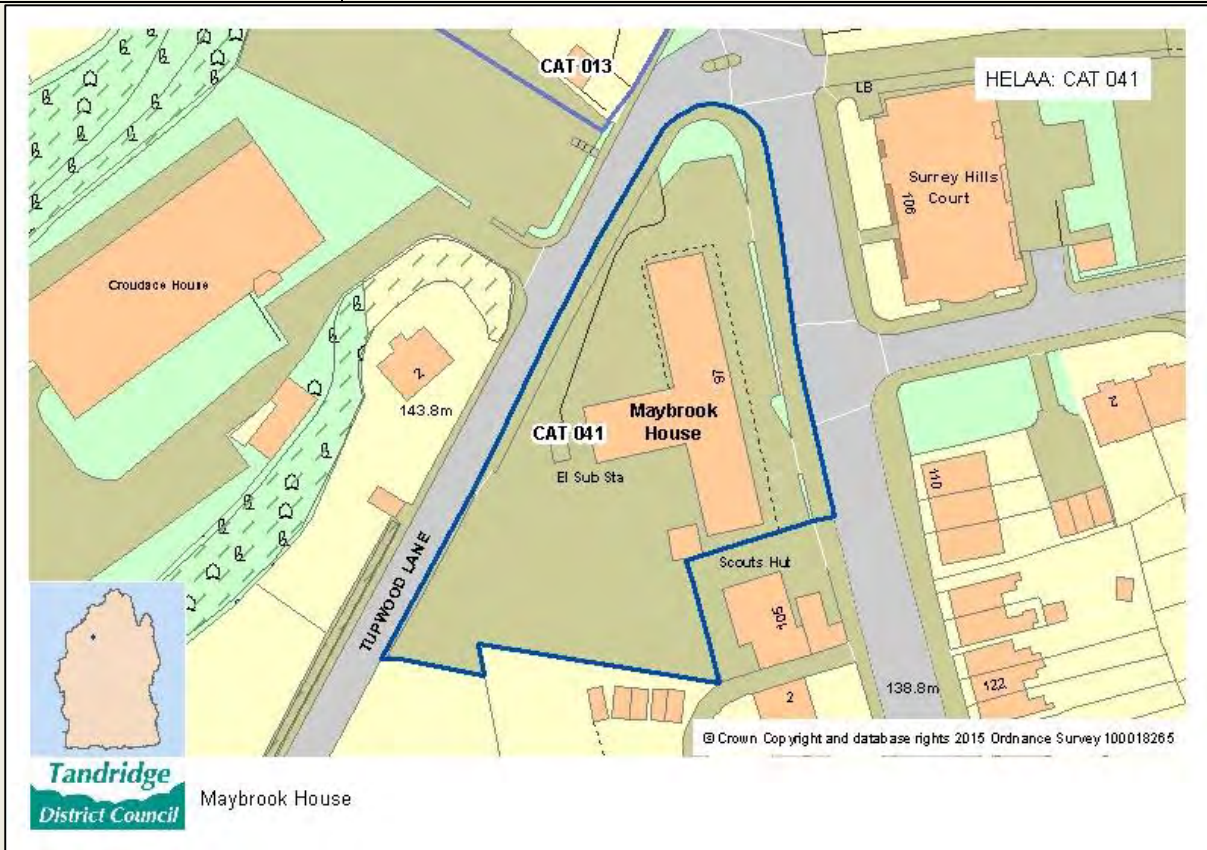 CAT 013
HELAA: CAT 041
LB
Surrey Hills
Court
106
Croudace House
2
143.8m
97
Maybrook
House
CAT 041
El Sub Sta
2
110
TUPWOOD LANE
Scouts Hut
105
2
138.8m
122
© Crown Copyright and database rights 2015 Ordnance Survey 100018265
Tandridge
District Council
Maybrook House